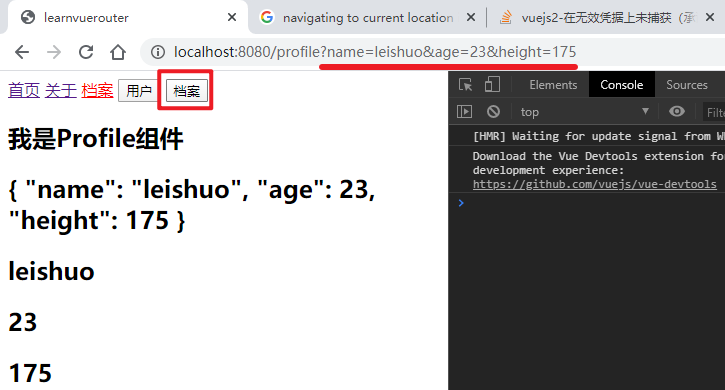 learnvuerouter
navigating to current location
vuejs2-在无效凭据上未捕获（承
localhost:8080/profile?name=leishuo&age=23&height=175
首页 关于 档案 用户 档案
我是Profile组件
{ "name": "leishuo", "age": 23,
"height": 175 }
leishuo
23
175
Elements Console Sources
top
Filte
[HMR] Waiting for update signal from W
Download the Vue Devtools extension fo
development experience:
https://github.com/vuejs/vue-devtools